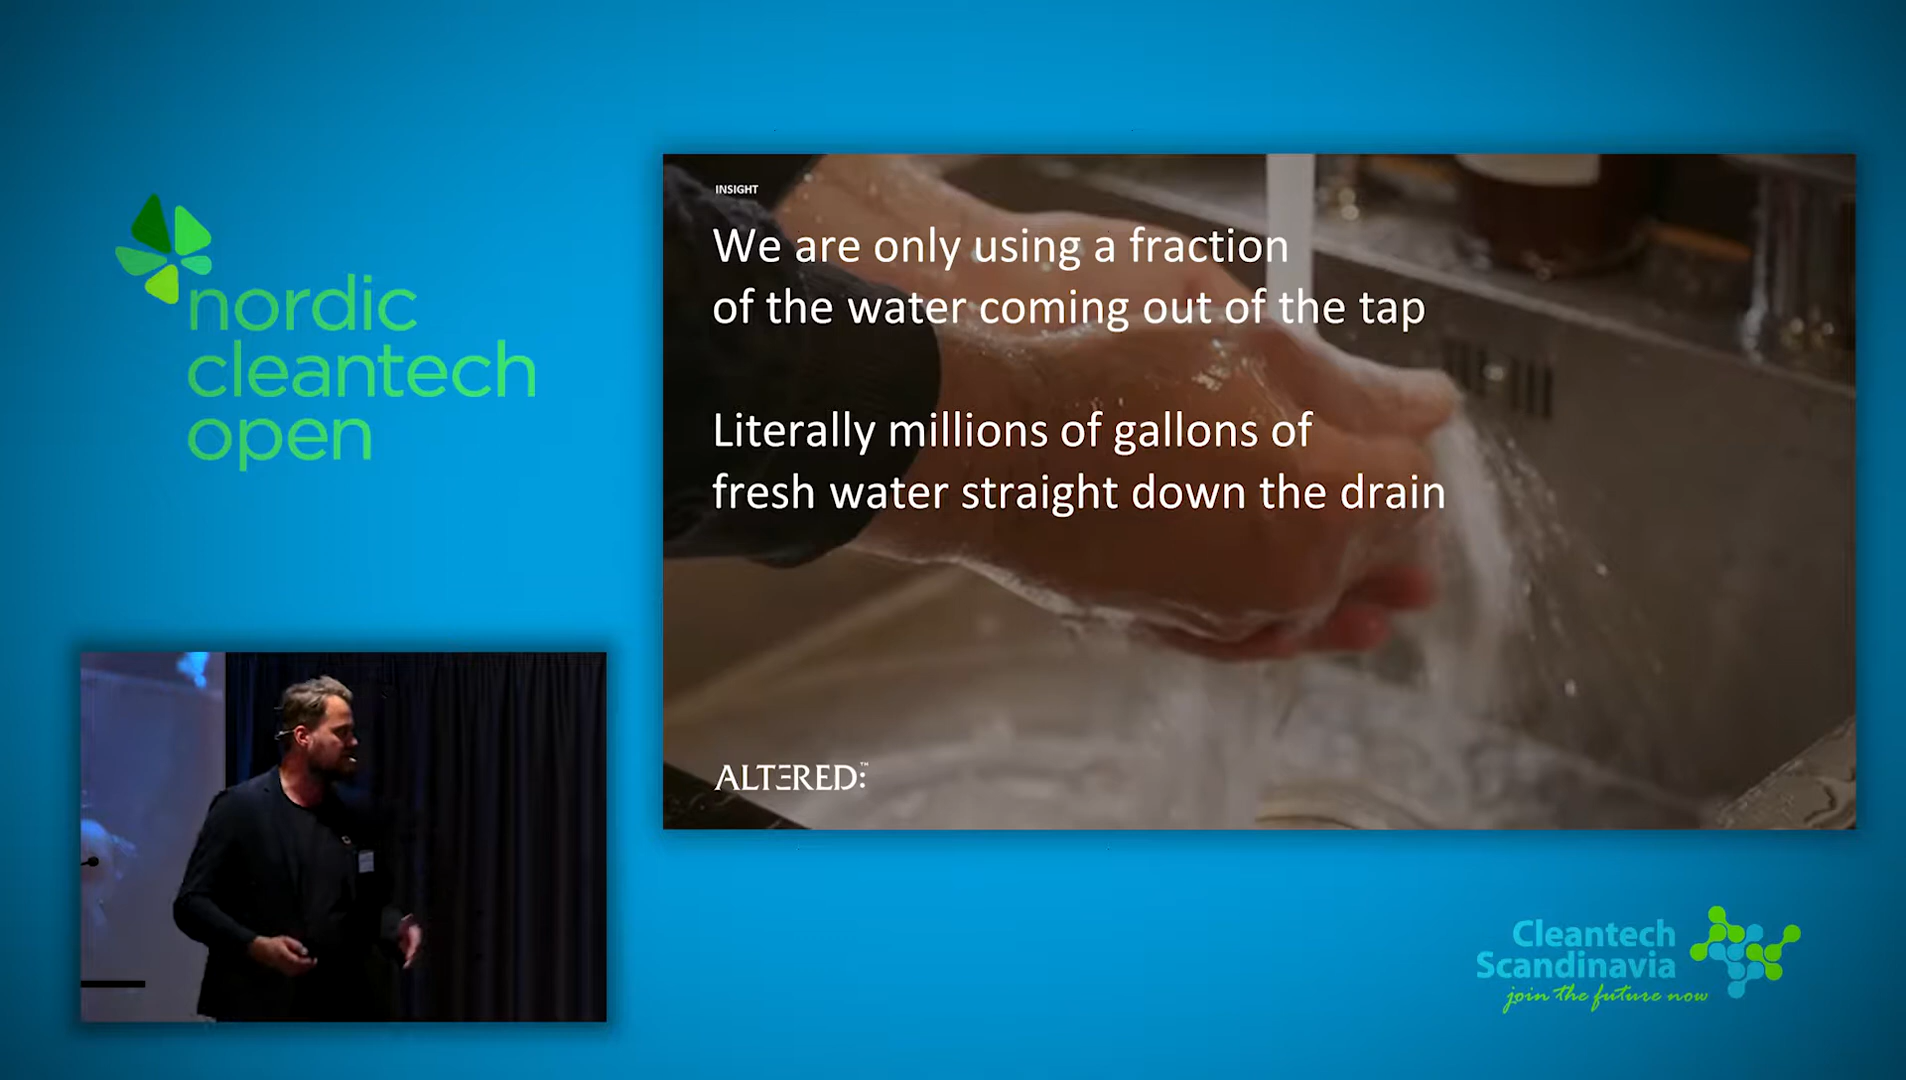 nordic
cleantech
open
INSIGHT
We are only using a fraction
of the water coming out of the tap
Literally millions of gallons of
fresh water straight down the drain
ALTERED:™
Cleantech
Scandinavia
join the future now